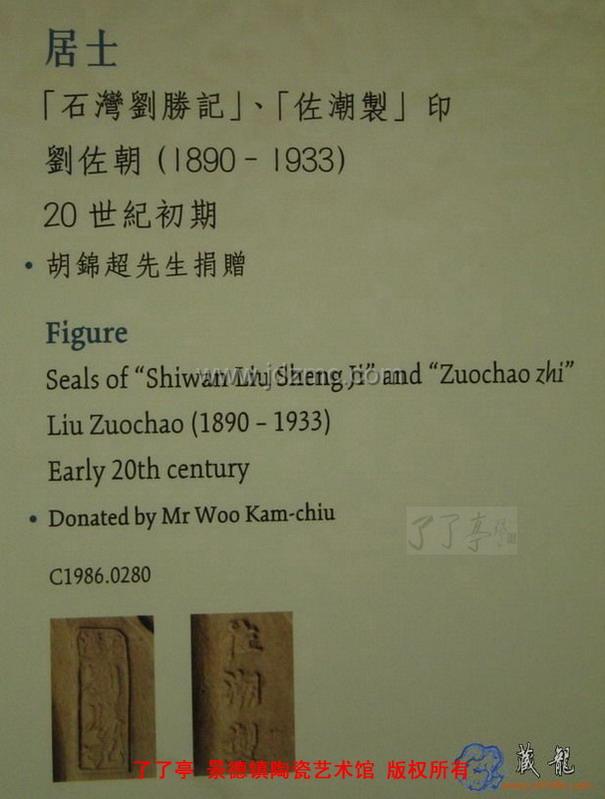 居士
「石灣劉勝記」、「佐潮製」印
劉佐朝 (1890 – 1933)
20 世紀初期
• 胡錦超先生捐贈
Figure
Seals of “Shiwan Liu Sheng Ji” and “Zuochao zhi”
www.jdzmc.com
Liu Zuochao (1890 – 1933)
Early 20th century
• Donated by Mr Woo Kam-chiu
了了亭
C1986.0280
佐潮製
了了亭 景德镇陶瓷艺术馆 版权所有
藏龍